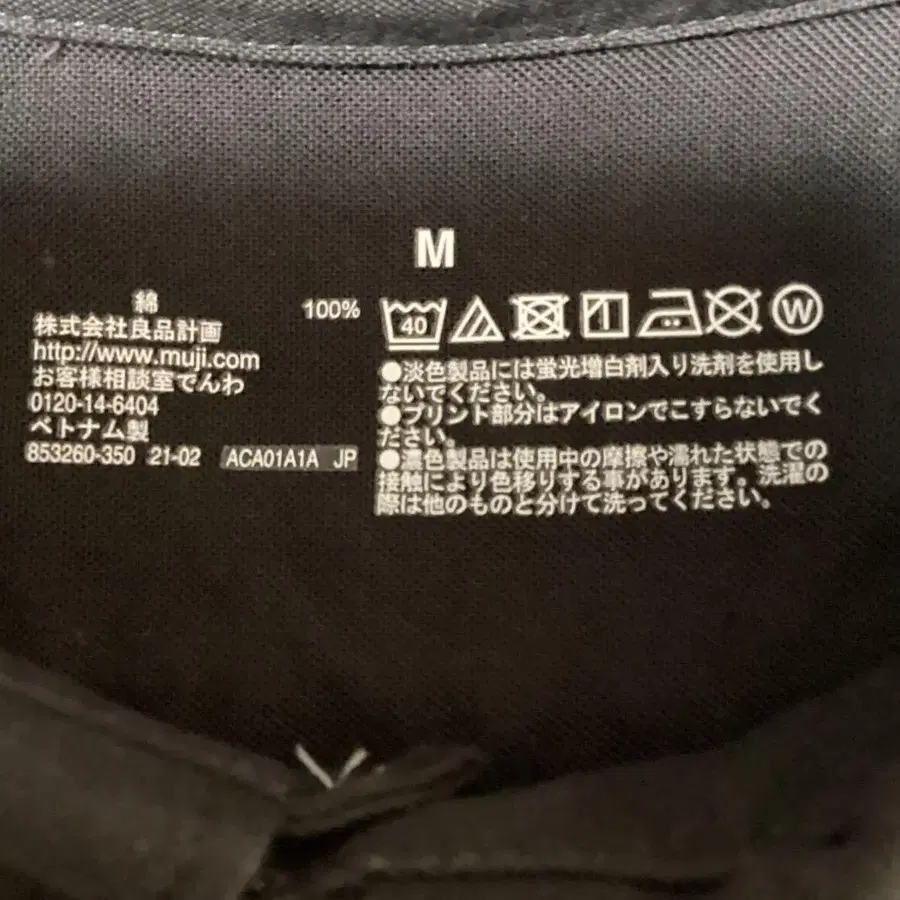 M
綿 100%
株式会社良品計画
http://www.muji.com
お客様相談室でんわ
0120-14-6404
ベトナム製
853260-350 21-02 ACA01A1A JP
40
W
●淡色製品には蛍光増白剤入り洗剤を使用し
ないでください。
●プリント部分はアイロンでこすらないでく
ださい。
●濃色製品は使用中の摩擦や濡れた状態での
接触により色移りする事があります。洗濯の
際は他のものと分けて洗ってください。